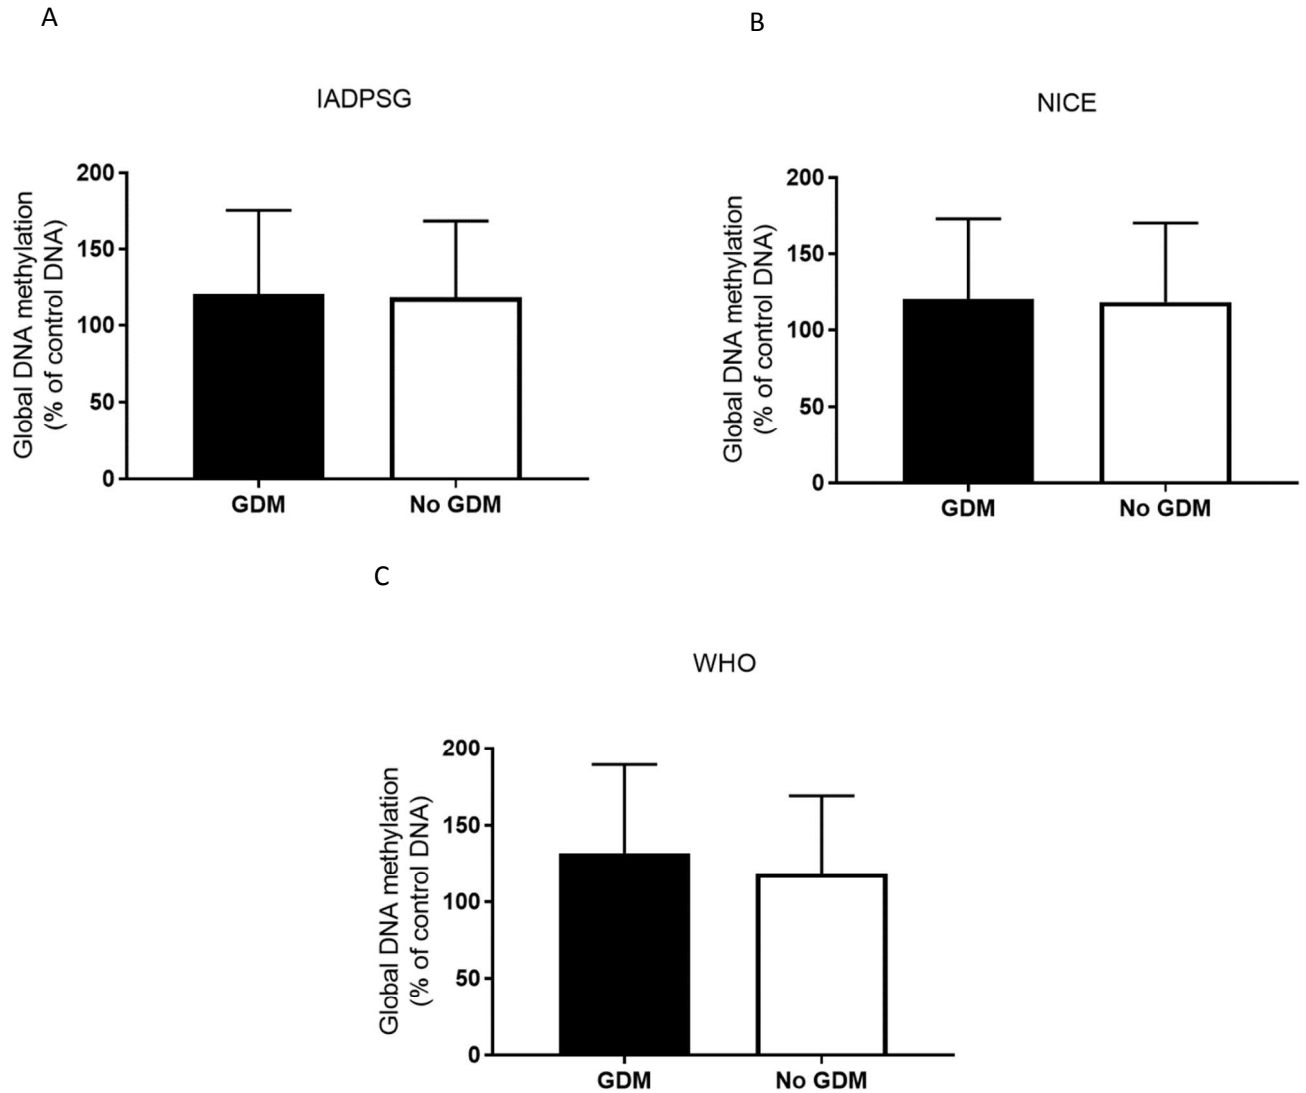 A
IADPSG
Global DNA methylation
(% of control DNA)
200
150
100
50
0
GDM No GDM
B
NICE
Global DNA methylation
(% of control DNA)
200
150
100
50
0
GDM No GDM
C
WHO
Global DNA methylation
(% of control DNA)
200
150
100
50
0
GDM No GDM